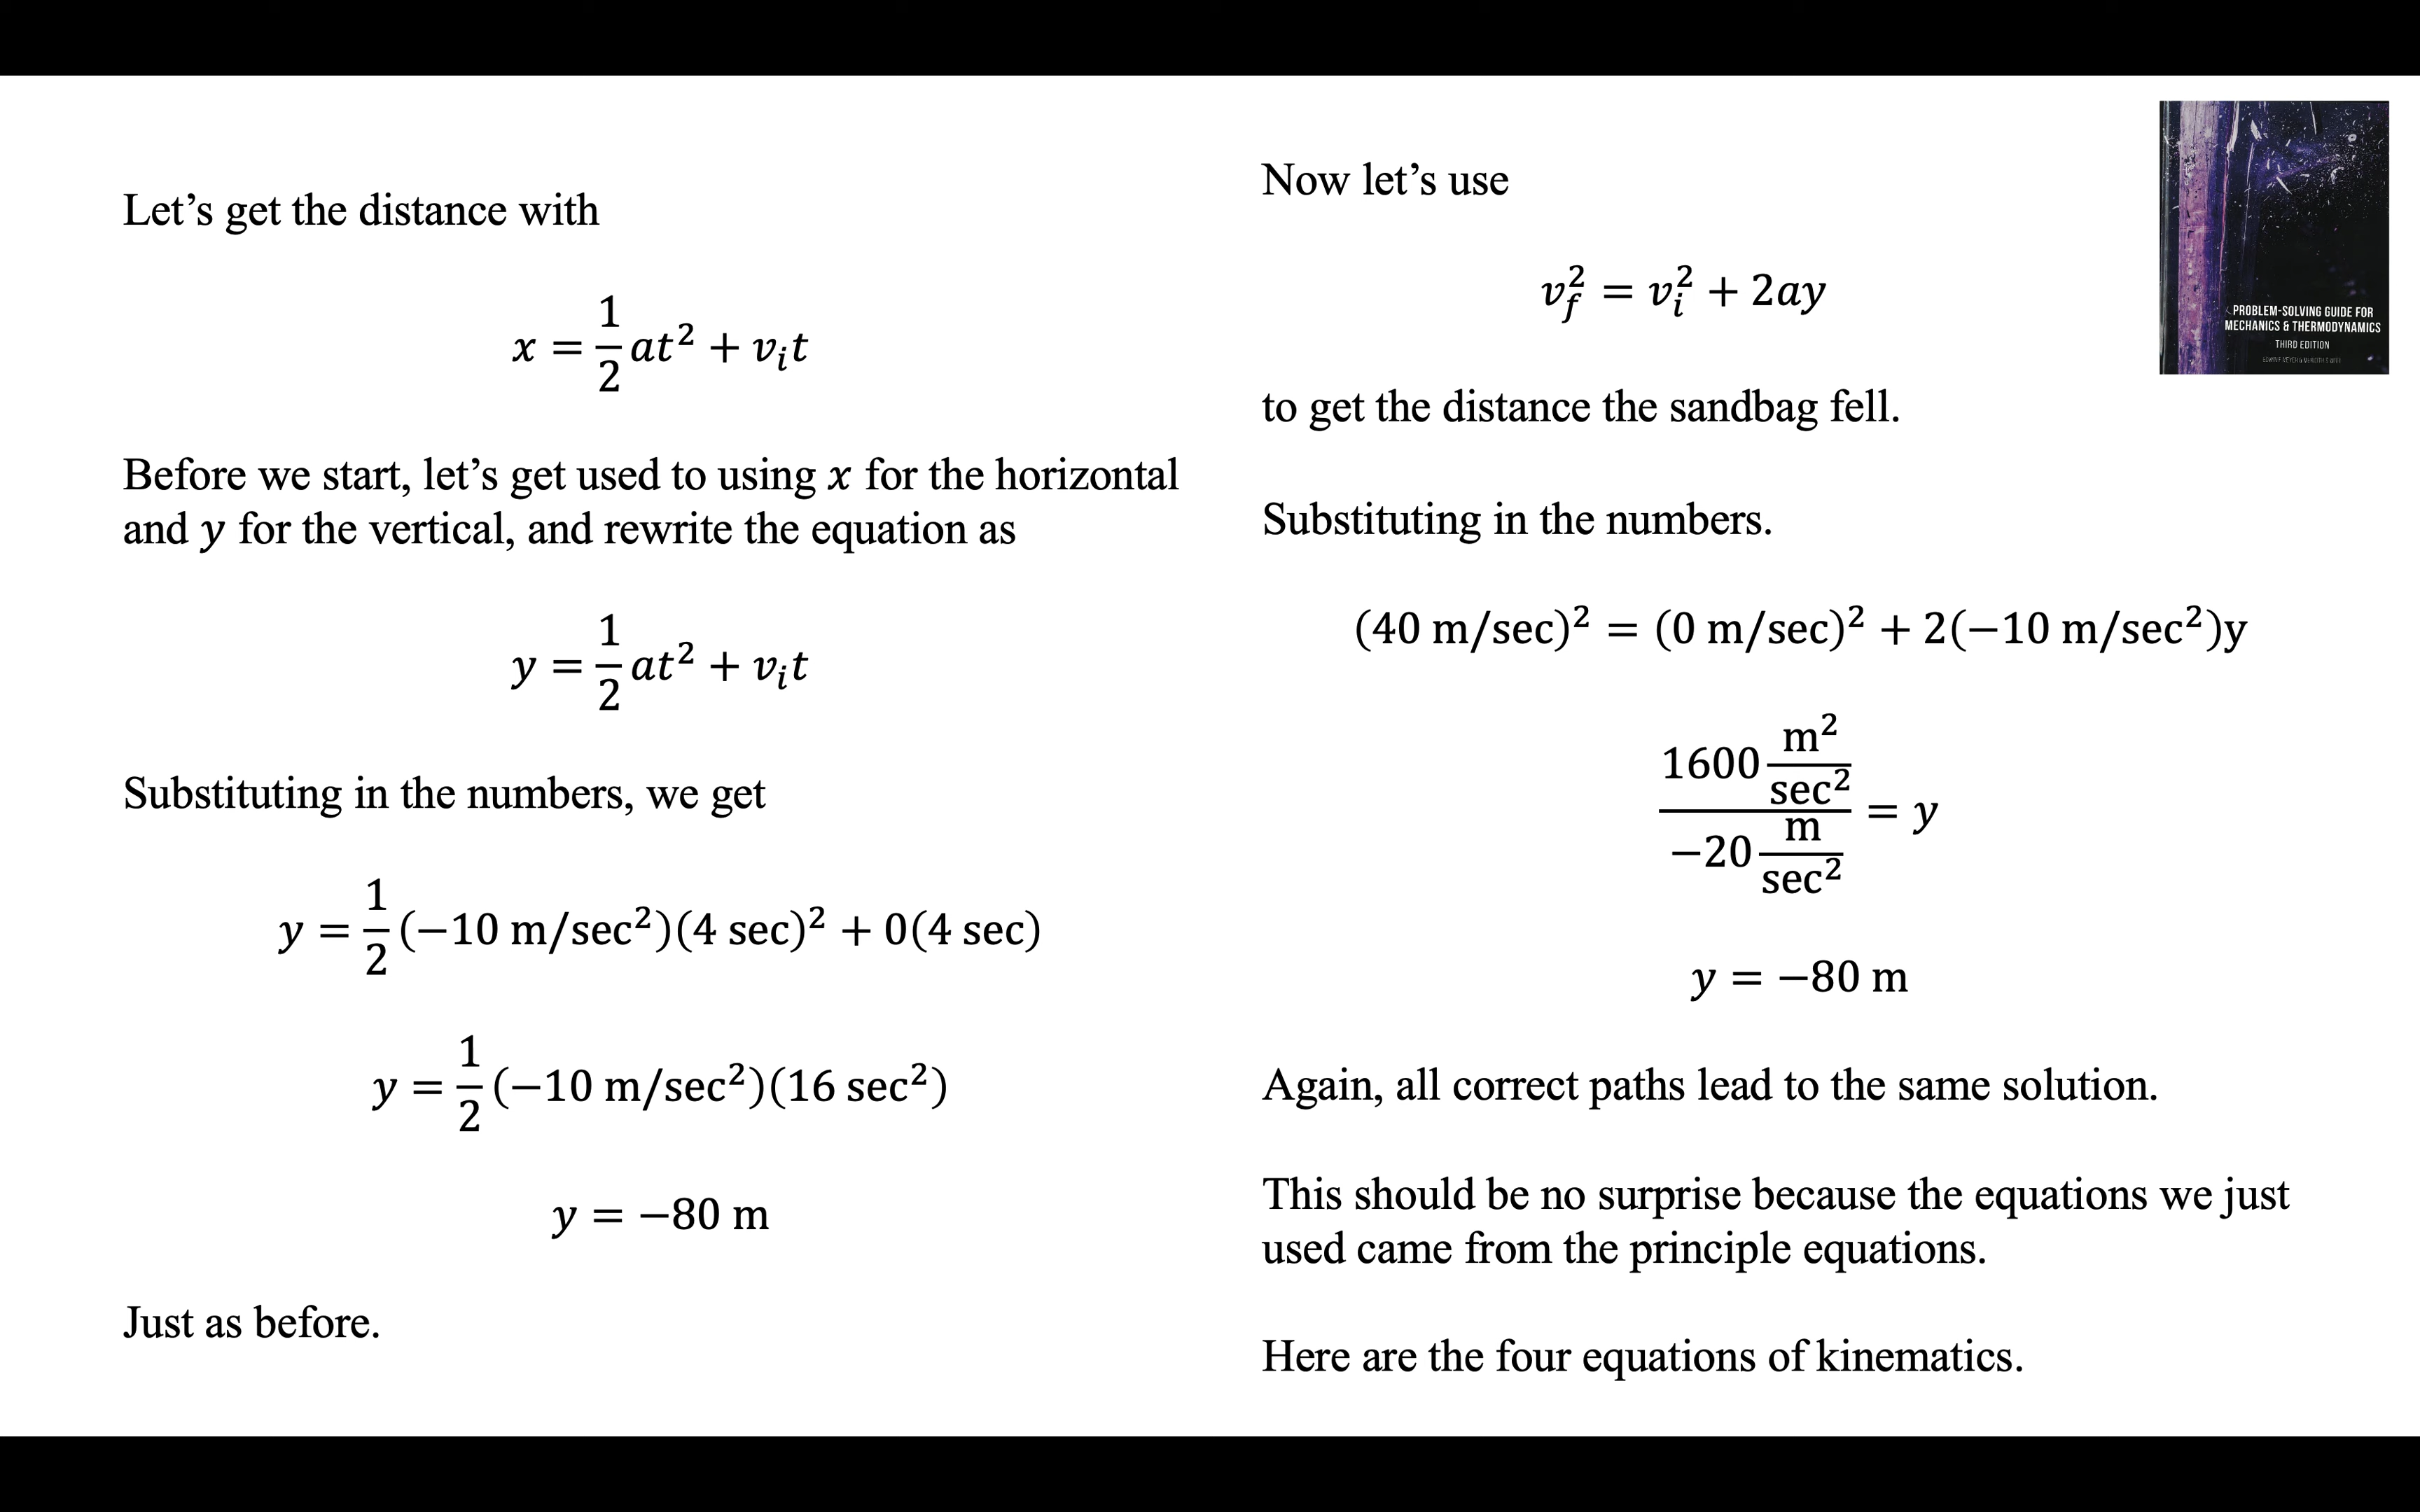 Let’s get the distance with
x = 1/2 at² + vᵢt
Before we start, let’s get used to using x for the horizontal
and y for the vertical, and rewrite the equation as
y = 1/2 at² + vᵢt
Substituting in the numbers, we get
y = 1/2 (−10 m/sec²)(4 sec)² + 0(4 sec)
y = 1/2 (−10 m/sec²)(16 sec²)
y = −80 m
Just as before.
Now let’s use
v_f² = v_i² + 2ay
to get the distance the sandbag fell.
Substituting in the numbers.
(40 m/sec)² = (0 m/sec)² + 2(−10 m/sec²)y
(1600 m²/sec²)/(−20 m/sec²) = y
y = −80 m
Again, all correct paths lead to the same solution.
This should be no surprise because the equations we just
used came from the principle equations.
Here are the four equations of kinematics.
PROBLEM-SOLVING GUIDE FOR
MECHANICS & THERMODYNAMICS
THIRD EDITION